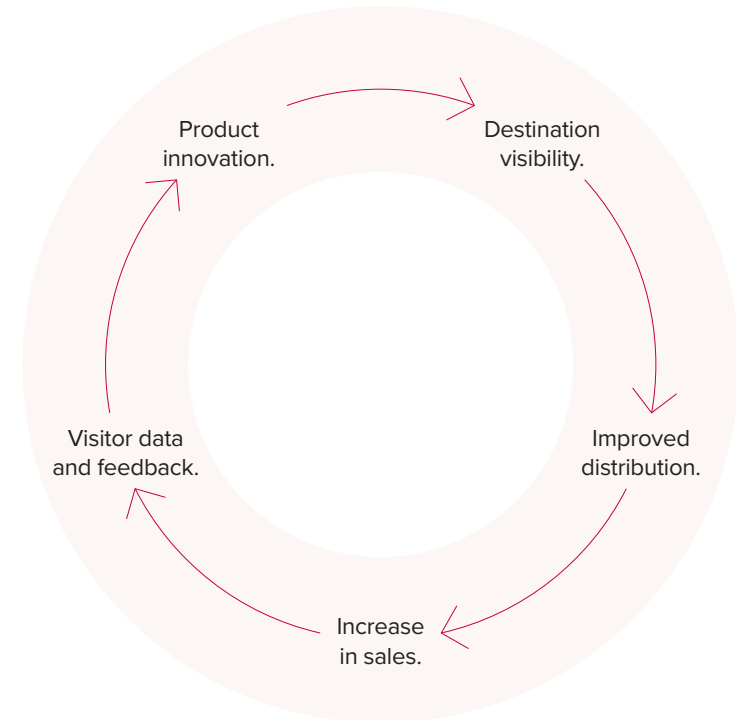 Product
innovation.
Destination
visibility.
Improved
distribution.
Increase
in sales.
Visitor data
and feedback.